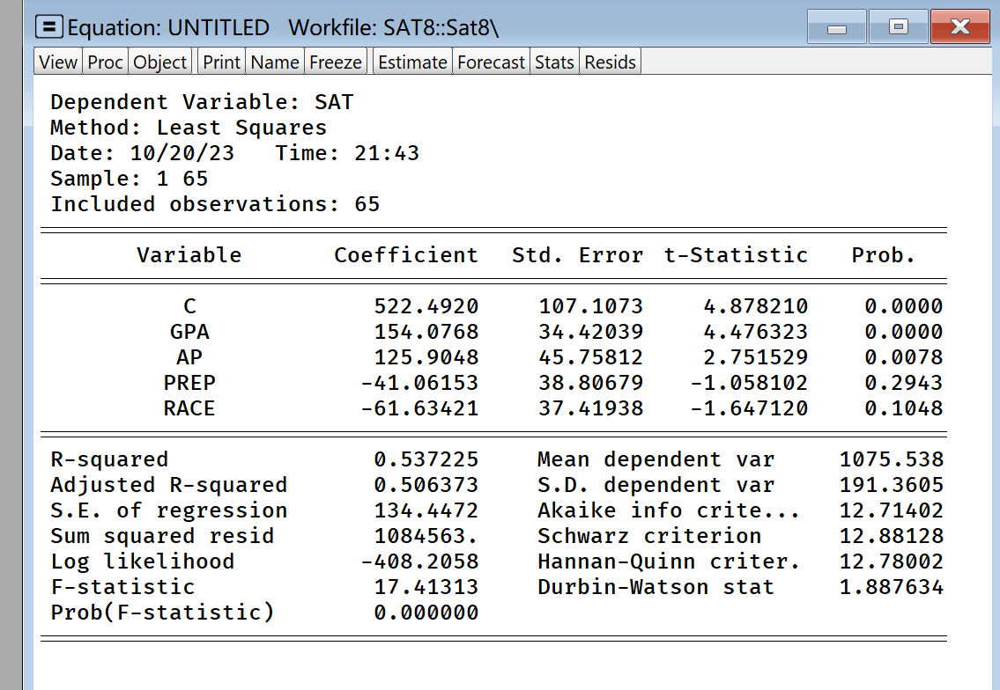 Equation: UNTITLED Workfile: SAT8::Sat8\
View Proc Object Print Name Freeze Estimate Forecast Stats Resids
Dependent Variable: SAT
Method: Least Squares
Date: 10/20/23 Time: 21:43
Sample: 1 65
Included observations: 65
Variable Coefficient Std. Error t-Statistic Prob.
C 522.4920 107.1073 4.878210 0.0000
GPA 154.0768 34.42039 4.476323 0.0000
AP 125.9048 45.75812 2.751529 0.0078
PREP -41.06153 38.80679 -1.058102 0.2943
RACE -61.63421 37.41938 -1.647120 0.1048
R-squared 0.537225 Mean dependent var 1075.538
Adjusted R-squared 0.506373 S.D. dependent var 191.3605
S.E. of regression 134.4472 Akaike info crite... 12.71402
Sum squared resid 1084563. Schwarz criterion 12.88128
Log likelihood -408.2058 Hannan-Quinn criter. 12.78002
F-statistic 17.41313 Durbin-Watson stat 1.887634
Prob(F-statistic) 0.000000